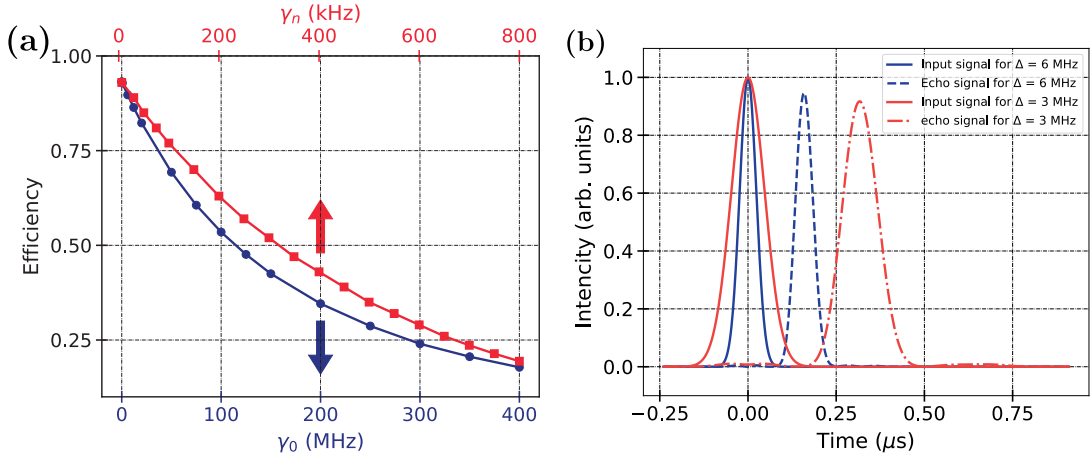 (a)
γn (kHz)
0 200 400 600 800
1.00
0.75
0.50
0.25
Efficiency
0 100 200 300 400
γ0 (MHz)
(b)
Input signal for Δ = 6 MHz
Echo signal for Δ = 6 MHz
Input signal for Δ = 3 MHz
echo signal for Δ = 3 MHz
1.0
0.8
0.6
0.4
0.2
0.0
Intencity (arb. units)
−0.25 0.00 0.25 0.50 0.75
Time (μs)